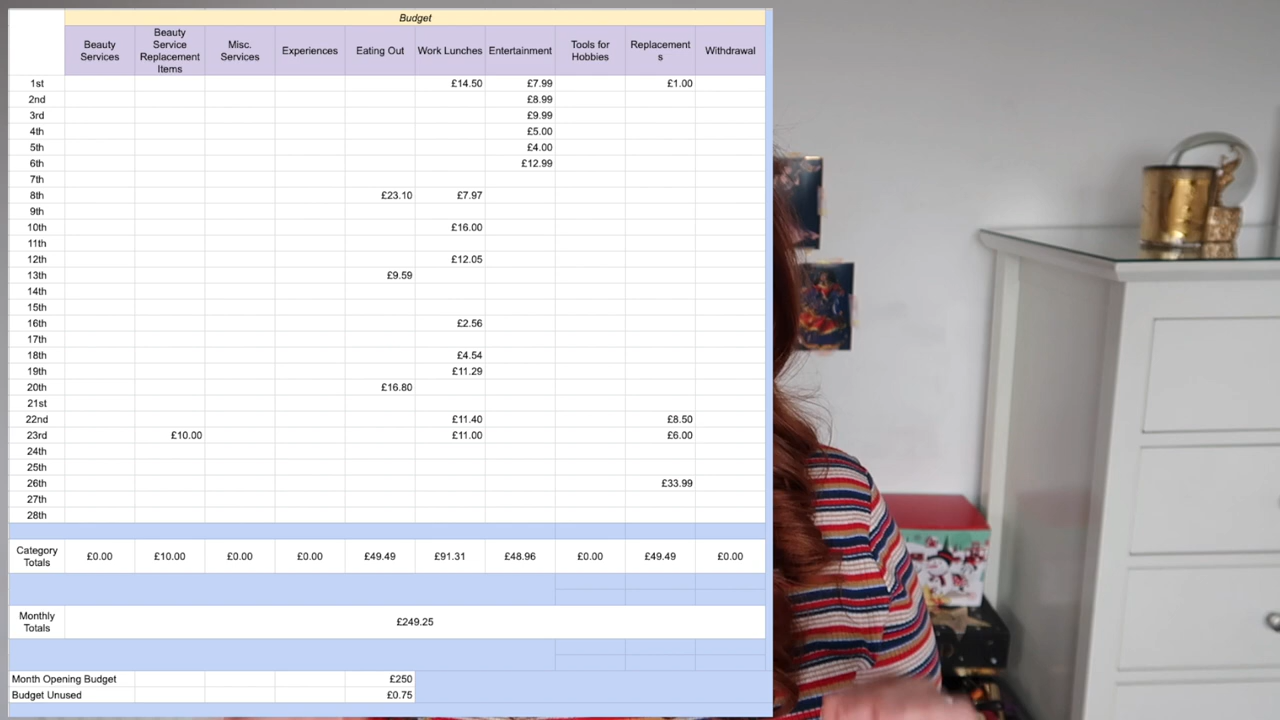 Budget
Beauty Services
Beauty Service Replacement Items
Misc. Services
Experiences
Eating Out
Work Lunches
Entertainment
Tools for Hobbies
Replacements
Withdrawal
1st £14.50 £7.99 £1.00
2nd £8.99
3rd £9.99
4th £5.00
5th £4.00
6th £12.99
7th
8th £23.10 £7.97
9th
10th £16.00
11th
12th £12.05
13th £9.59
14th
15th
16th £2.56
17th
18th £4.54
19th £11.29
20th £16.80
21st
22nd £11.40 £8.50
23rd £10.00 £11.00 £6.00
24th
25th
26th £33.99
27th
28th
Category Totals £0.00 £10.00 £0.00 £0.00 £49.49 £91.31 £48.96 £0.00 £49.49 £0.00
Monthly Totals £249.25
Month Opening Budget £250
Budget Unused £0.75